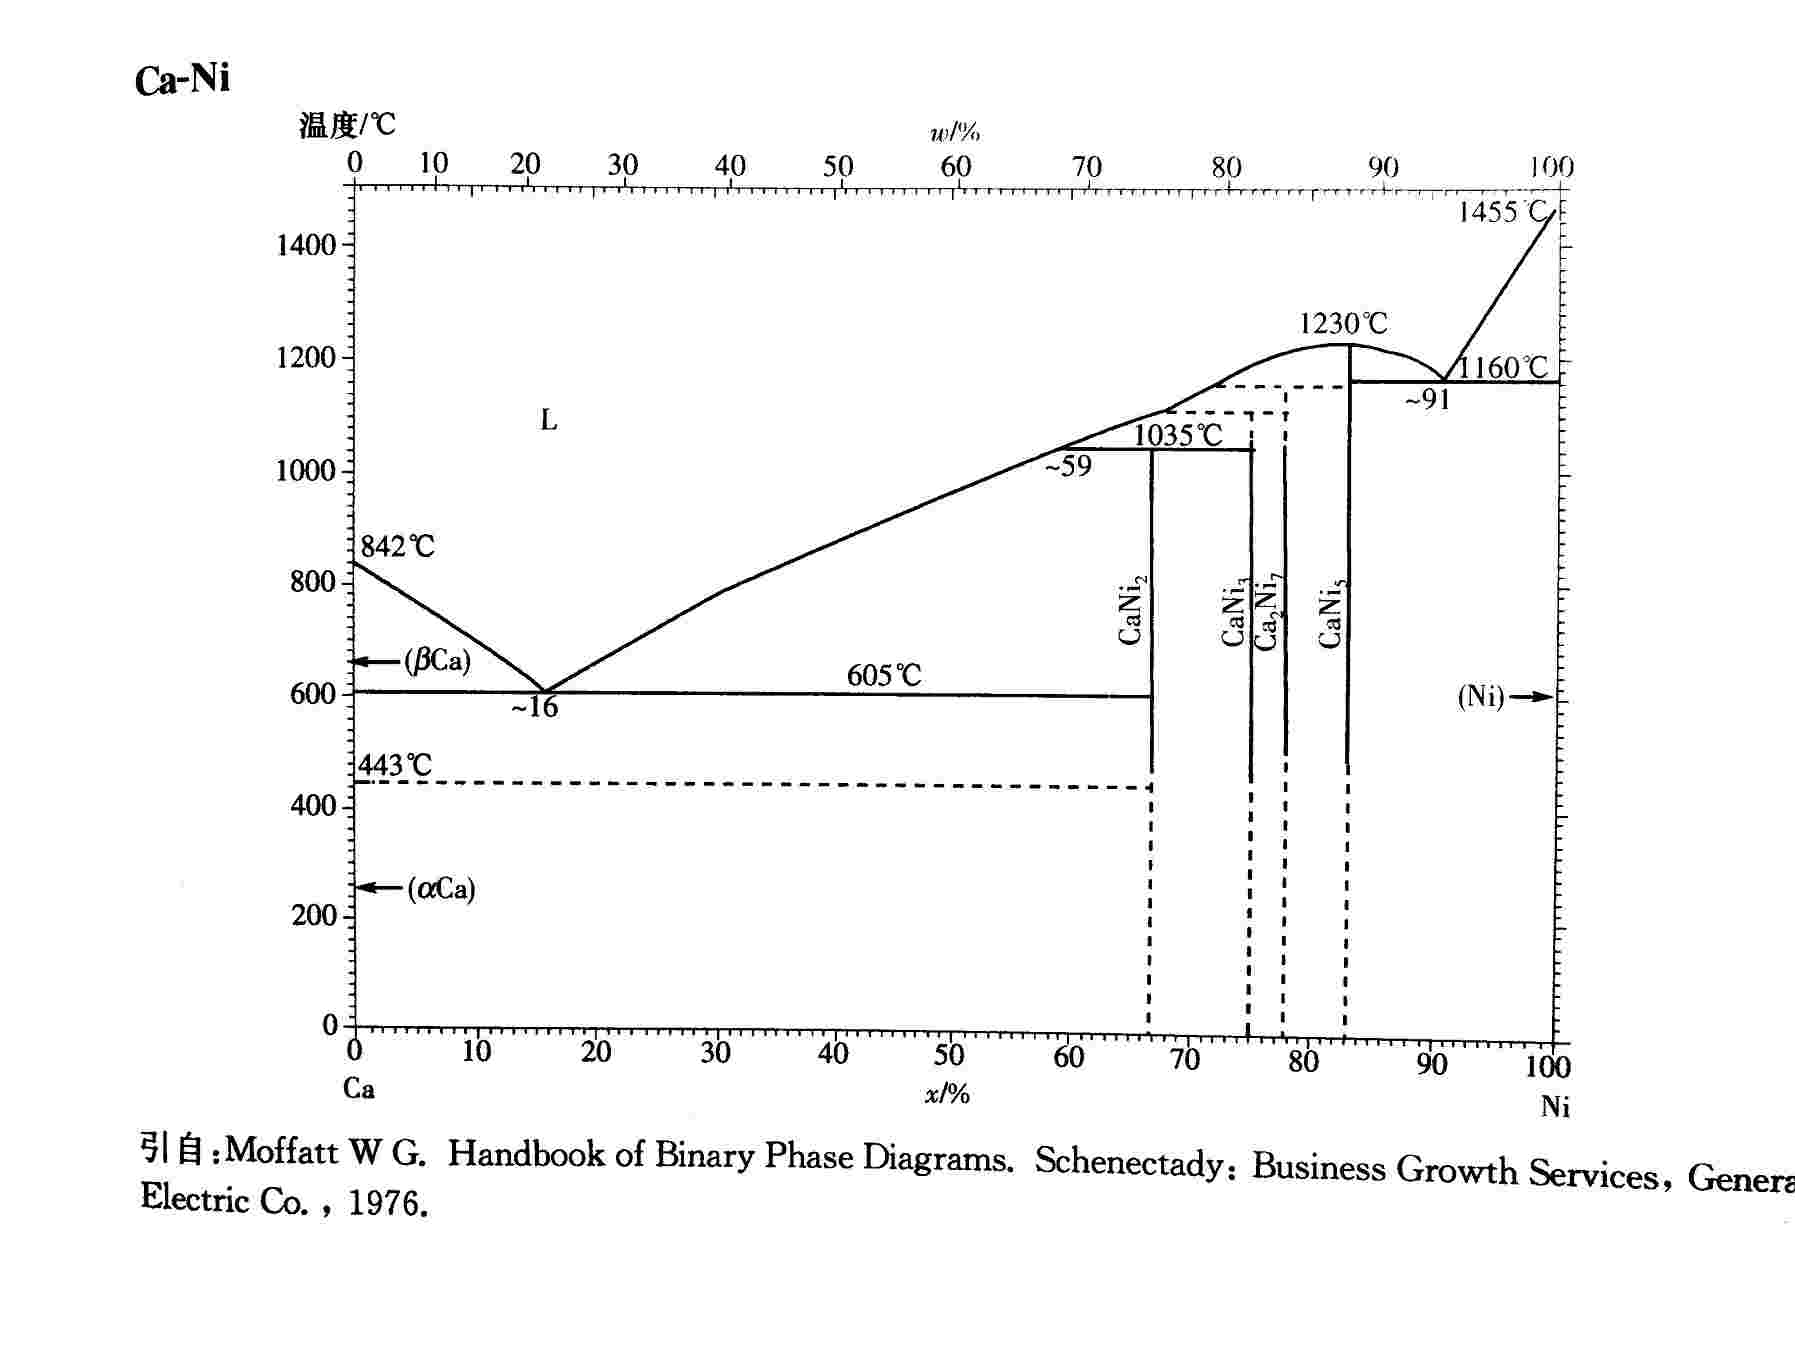 Ca-Ni
温度/℃
w/%
0 10 20 30 40 50 60 70 80 90 100
1455℃
1400
1230℃
1200
1160℃
~91
L
1035℃
1000
~59
842℃
800
CaNi₂
CaNi₃
Ca₂Ni₇
CaNi₅
(βCa)
605℃
600
(Ni)
~16
443℃
400
(αCa)
200
0
0 10 20 30 40 50 60 70 80 90 100
Ca
x/%
Ni
引自:Moffatt W G. Handbook of Binary Phase Diagrams. Schenectady: Business Growth Services, Genera
Electric Co., 1976.